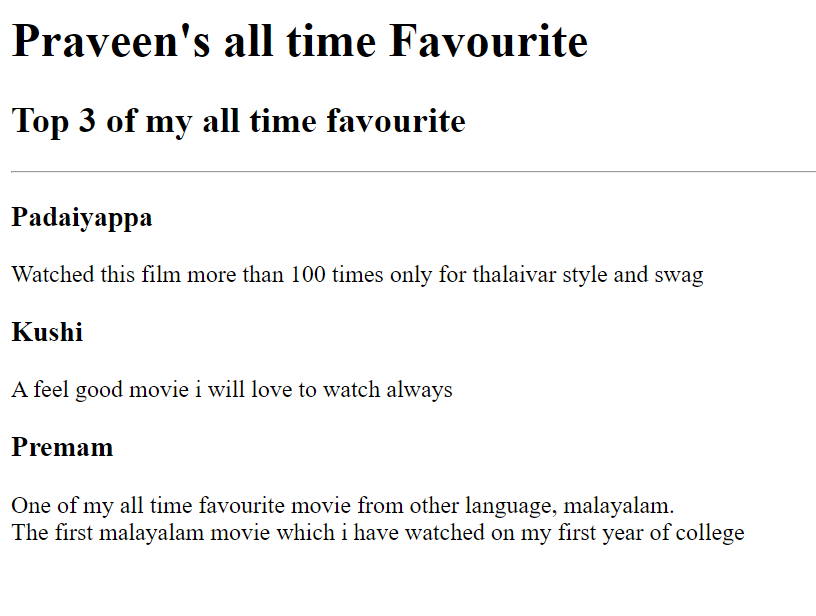 Praveen's all time Favourite
Top 3 of my all time favourite
Padaiyappa
Watched this film more than 100 times only for thalaivar style and swag
Kushi
A feel good movie i will love to watch always
Premam
One of my all time favourite movie from other language, malayalam.
The first malayalam movie which i have watched on my first year of college